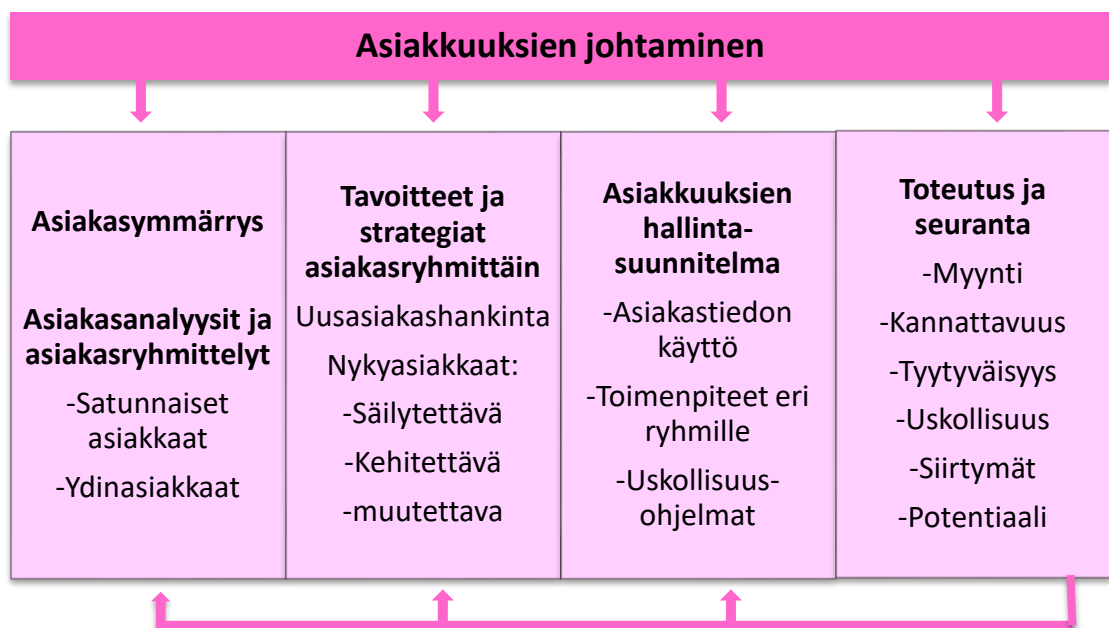 Asiakkuuksien johtaminen
Asiakasymmärrys
Asiakasanalyysit ja
asiakasryhmittelyt
-Satunnaiset
asiakkaat
-Ydinasiakkaat
Tavoitteet ja
strategiat
asiakasryhmittäin
Uusasiakashankinta
Nykyasiakkaat:
-Säilytettävä
-Kehitettävä
-muutettava
Asiakkuuksien
hallinta-
suunnitelma
-Asiakastiedon
käyttö
-Toimenpiteet eri
ryhmille
-Uskollisuus-
ohjelmat
Toteutus ja
seuranta
-Myynti
-Kannattavuus
-Tyytyväisyys
-Uskollisuus
-Siirtymät
-Potentiaali